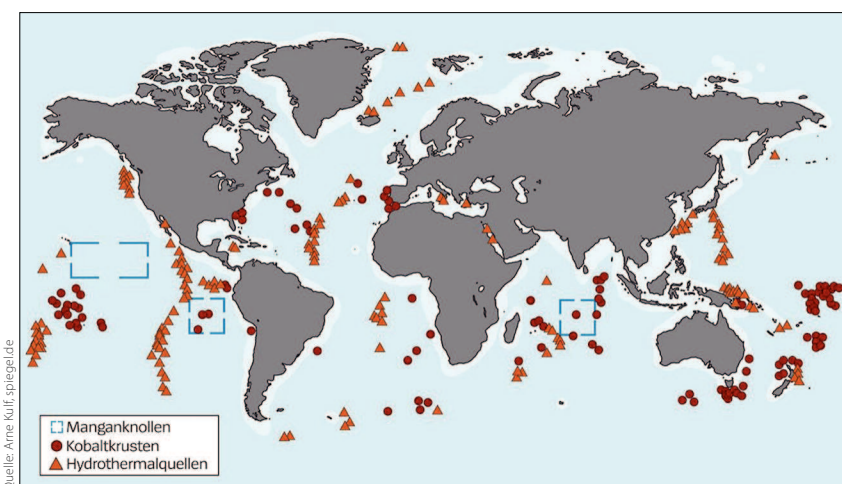 Manganknollen
Kobaltkrusten
Hydrothermalquellen
Quelle: Arne Kulf, spiegel.de